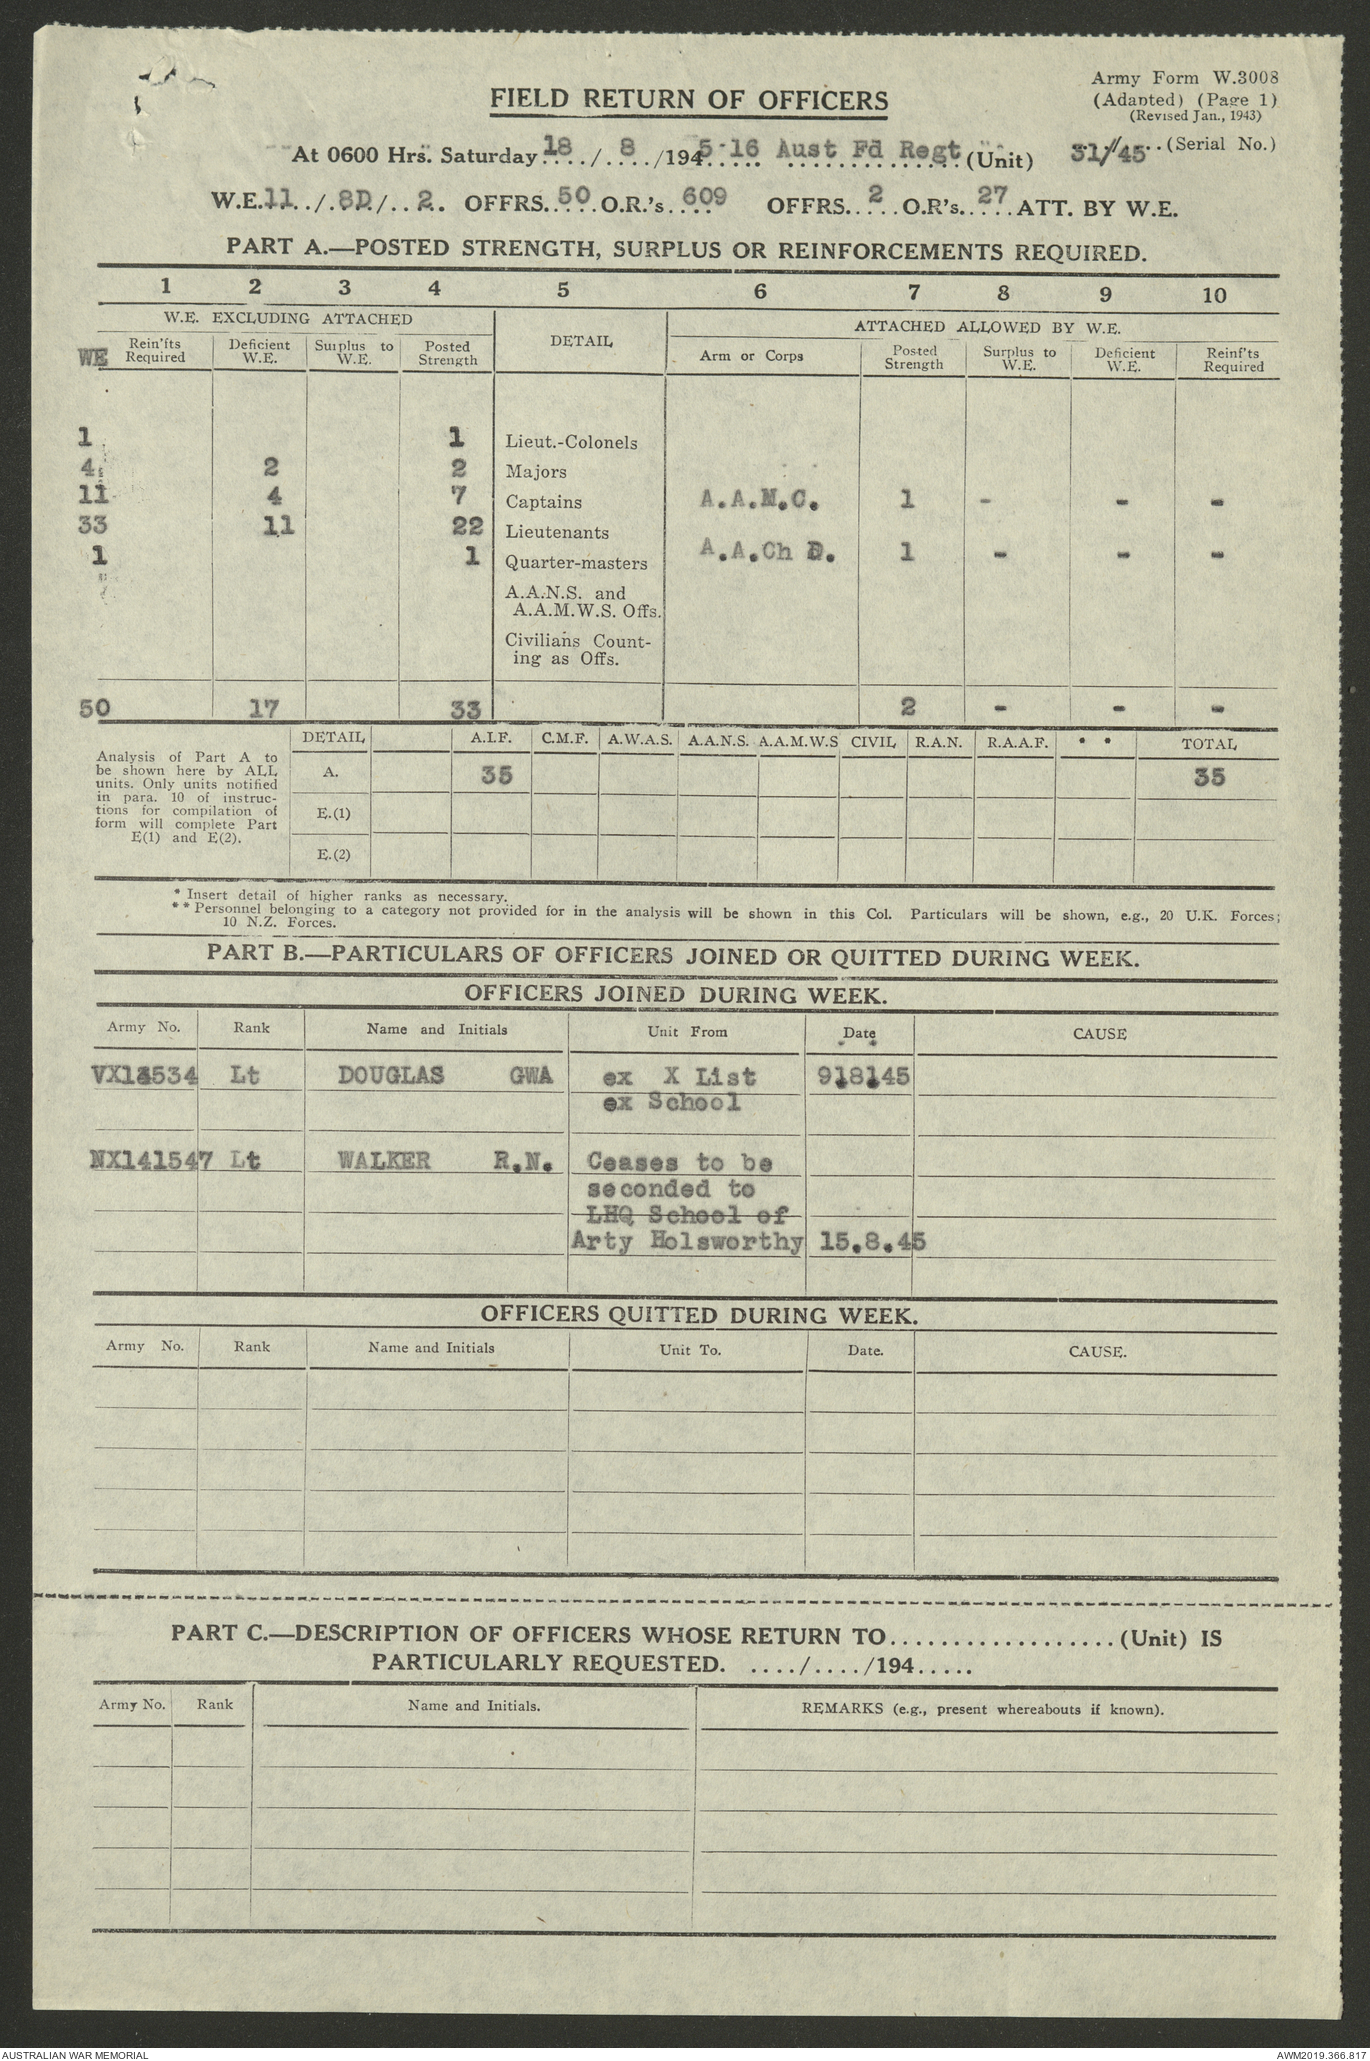 Army Form W.3008
FIELD RETURN OF OFFICERS
(Adapted) (Page 1)
(Revised Jan., 1943)
At 0600 Hrs. Saturday 18 / 8 /1945 16 Aust Fd Regt (Unit) 31/45 (Serial No.)
W.E. 11 / 8D / 2 OFFRS. 50 O.R.'s 609 OFFRS. 2 O.R's. 27 ATT. BY W.E.
PART A.—POSTED STRENGTH, SURPLUS OR REINFORCEMENTS REQUIRED.
1 2 3 4 5 6 7 8 9 10
W.E. EXCLUDING ATTACHED DETAIL ATTACHED ALLOWED BY W.E.
WE Rein'fts Required Deficient W.E. Surplus to W.E. Posted Strength Arm or Corps Posted Strength Surplus to W.E. Deficient W.E. Reinf'ts Required
1 1 Lieut.-Colonels
4 2 2 Majors
11 4 7 Captains A.A.M.C. 1 - - -
33 11 22 Lieutenants
1 1 Quarter-masters A.A.Ch D. 1 - - -
A.A.N.S. and
A.A.M.W.S. Offs.
Civilians Count-
ing as Offs.
50 17 33 2 - - -
DETAIL A.I.F. C.M.F. A.W.A.S. A.A.N.S. A.A.M.W.S CIVIL R.A.N. R.A.A.F. * * TOTAL
Analysis of Part A to
be shown here by ALL
units. Only units notified
in para. 10 of instruc-
tions for compilation of
form will complete Part
E(1) and E(2).
A. 35 35
E.(1)
E.(2)
* Insert detail of higher ranks as necessary.
** Personnel belonging to a category not provided for in the analysis will be shown in this Col. Particulars will be shown, e.g., 20 U.K. Forces;
10 N.Z. Forces.
PART B.—PARTICULARS OF OFFICERS JOINED OR QUITTED DURING WEEK.
OFFICERS JOINED DURING WEEK.
Army No. Rank Name and Initials Unit From Date CAUSE
Lt DOUGLAS GWA ex X List 9.8.45
ex School
NX141547 Lt WALKER R.N. Ceases to be
seconded to
LHQ School of
Arty Holsworthy 15.8.45
OFFICERS QUITTED DURING WEEK.
Army No. Rank Name and Initials Unit To. Date. CAUSE.
PART C.—DESCRIPTION OF OFFICERS WHOSE RETURN TO..................(Unit) IS
PARTICULARLY REQUESTED. ..../..../194.....
Army No. Rank Name and Initials. REMARKS (e.g., present whereabouts if known).
AUSTRALIAN WAR MEMORIAL AWM2019.366.817